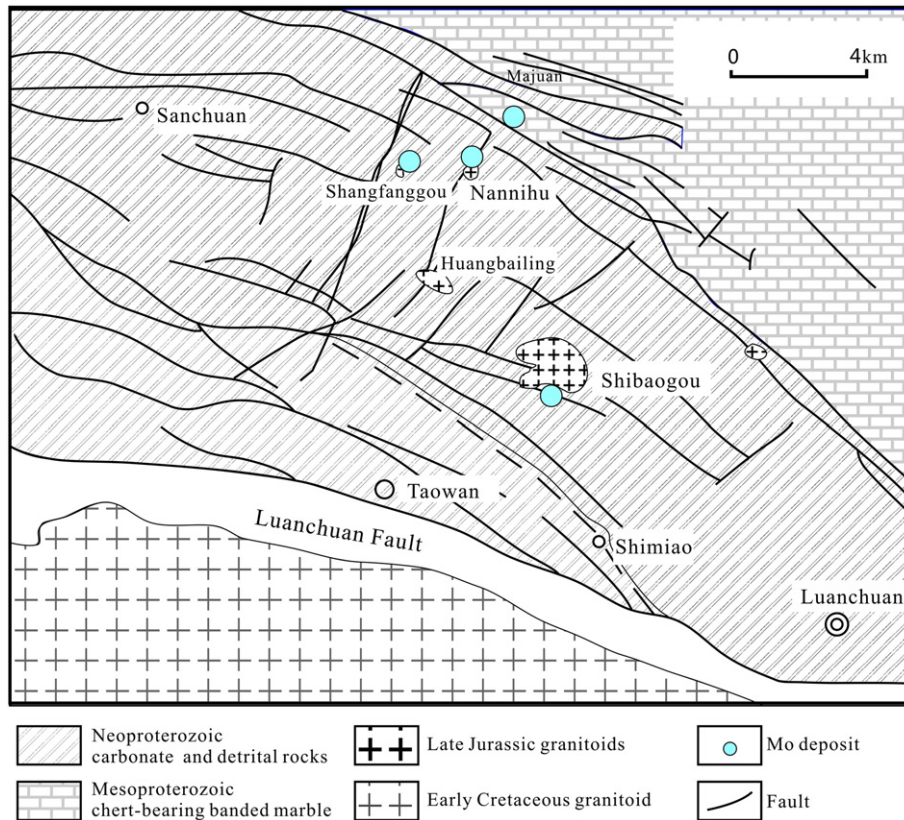 0 4km
Majuan
Sanchuan
Shangfanggou
Nannihu
Huangbailing
Shibaogou
Taowan
Luanchuan Fault
Shimiao
Luanchuan
Neoproterozoic
carbonate and detrital rocks
Late Jurassic granitoids
Mo deposit
Mesoproterozoic
chert-bearing banded marble
Early Cretaceous granitoid
Fault